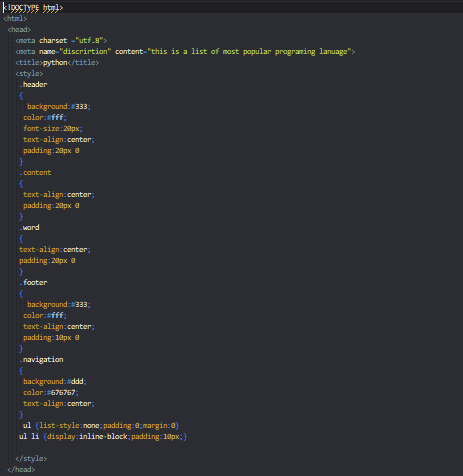 <!DOCTYPE html>
<html>
<head>
<meta charset ="utf.8">
<meta name="discrirtion" content="this is a list of most popular programing lanuage">
<title>python</title>
<style>
.header
{
background:#333;
color:#fff;
font-size:20px;
text-align:center;
padding:20px 0
}
.content
{
text-align:center;
padding:20px 0
}
.word
{
text-align:center;
padding:20px 0
}
.footer
{
background:#333;
color:#fff;
text-align:center;
padding:10px 0
}
.navigation
{
background:#ddd;
color:#676767;
text-align:center;
}
ul {list-style:none;padding:0;margin:0}
ul li {display:inline-block;padding:10px;}
</style>
</head>